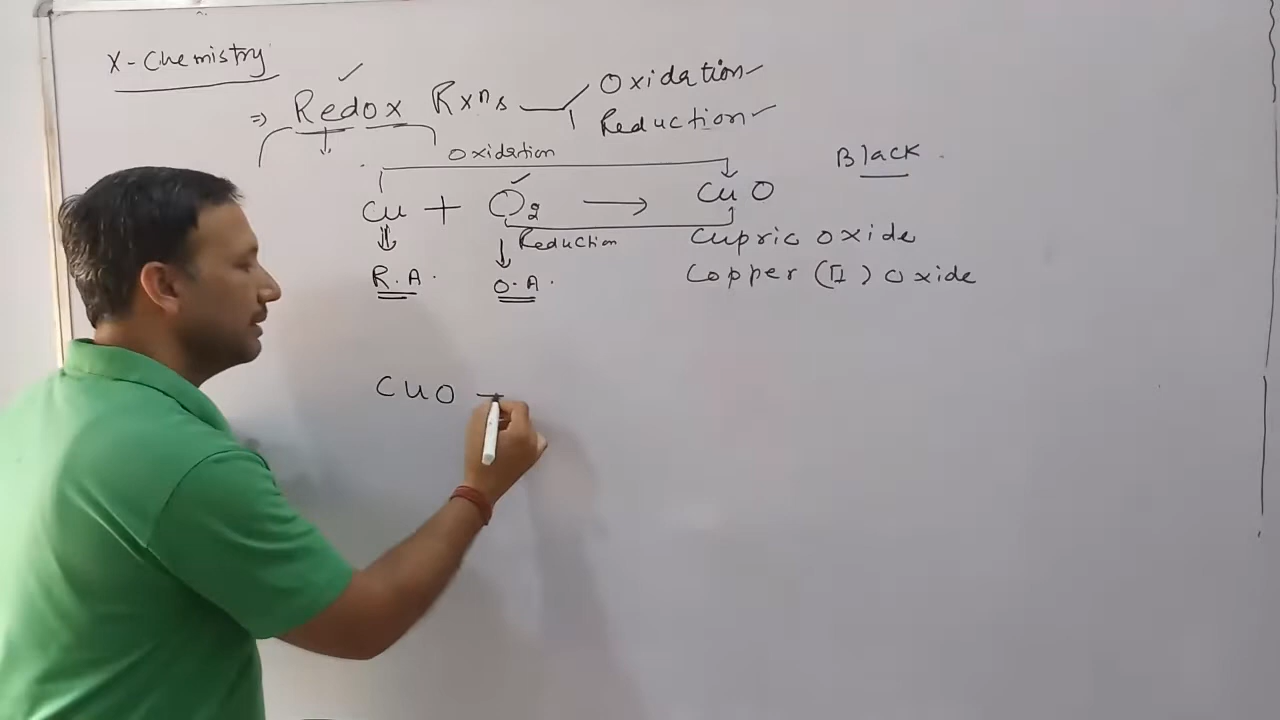 X-Chemistry
⇒ Redox Rxns
Oxidation
Reduction
Oxidation
Black
Cu + O2 → CuO
Reduction
Cupric oxide
R.A. O.A.
Copper (II) Oxide
CuO